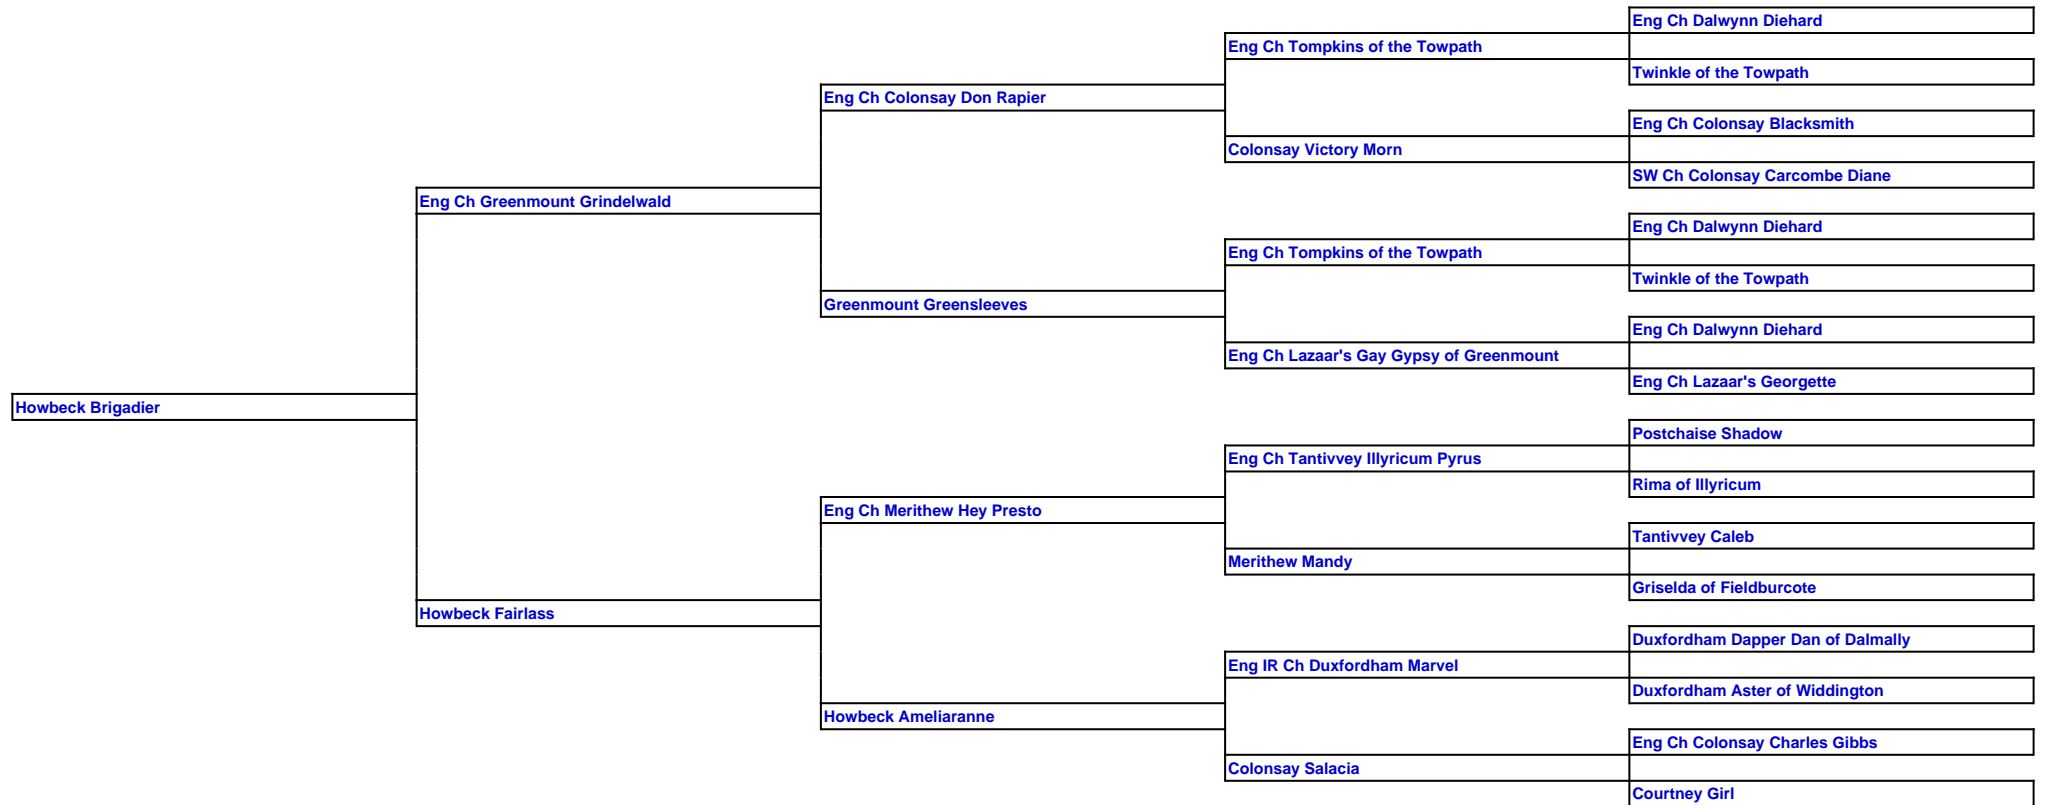 Eng Ch Dalwynn Diehard
Eng Ch Tompkins of the Towpath
Twinkle of the Towpath
Eng Ch Colonsay Don Rapier
Eng Ch Colonsay Blacksmith
Colonsay Victory Morn
SW Ch Colonsay Carcombe Diane
Eng Ch Greenmount Grindelwald
Eng Ch Dalwynn Diehard
Eng Ch Tompkins of the Towpath
Twinkle of the Towpath
Greenmount Greensleeves
Eng Ch Dalwynn Diehard
Eng Ch Lazaar's Gay Gypsy of Greenmount
Eng Ch Lazaar's Georgette
Howbeck Brigadier
Postchaise Shadow
Eng Ch Tantivvey Illyricum Pyrus
Rima of Illyricum
Eng Ch Merithew Hey Presto
Tantivvey Caleb
Merithew Mandy
Griselda of Fieldburcote
Howbeck Fairlass
Duxfordham Dapper Dan of Dalmally
Eng IR Ch Duxfordham Marvel
Duxfordham Aster of Widdington
Howbeck Ameliaranne
Eng Ch Colonsay Charles Gibbs
Colonsay Salacia
Courtney Girl